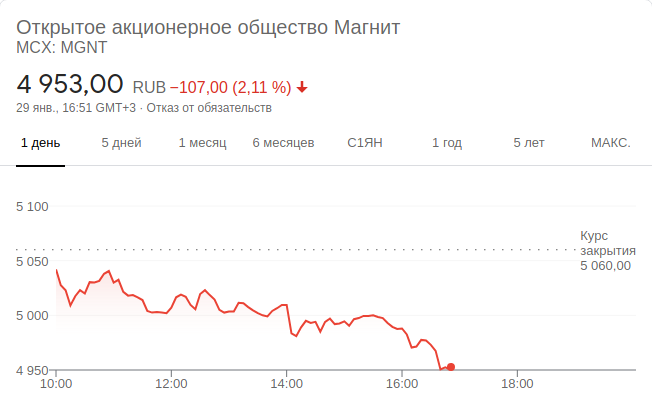 Открытое акционерное общество Магнит
MCX: MGNT
4 953,00 RUB −107,00 (2,11 %)
29 янв., 16:51 GMT+3 · Отказ от обязательств
1 день 5 дней 1 месяц 6 месяцев С1ЯН 1 год 5 лет МАКС.
5 100
Курс
закрытия
5 060,00
5 050
5 000
4 950
10:00 12:00 14:00 16:00 18:00